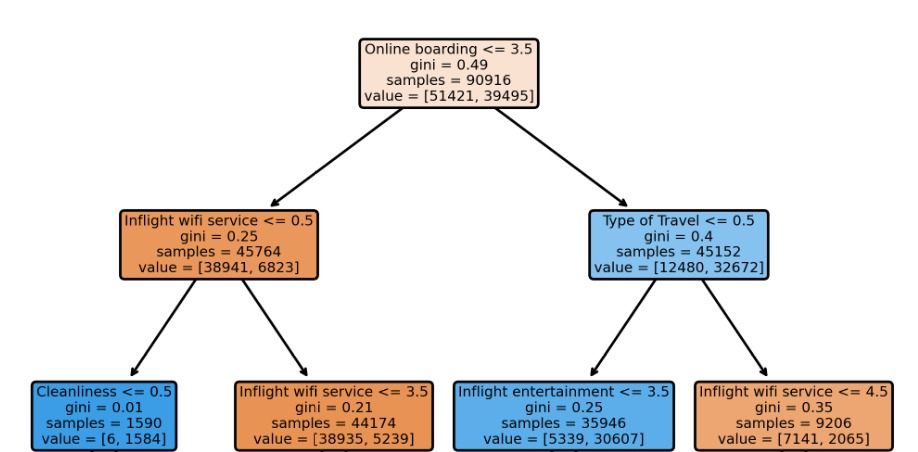 Online boarding <= 3.5
gini = 0.49
samples = 90916
value = [51421, 39495]
Inflight wifi service <= 0.5
gini = 0.25
samples = 45764
value = [38941, 6823]
Type of Travel <= 0.5
gini = 0.4
samples = 45152
value = [12480, 32672]
Cleanliness <= 0.5
gini = 0.01
samples = 1590
value = [6, 1584]
Inflight wifi service <= 3.5
gini = 0.21
samples = 44174
value = [38935, 5239]
Inflight entertainment <= 3.5
gini = 0.25
samples = 35946
value = [5339, 30607]
Inflight wifi service <= 4.5
gini = 0.35
samples = 9206
value = [7141, 2065]